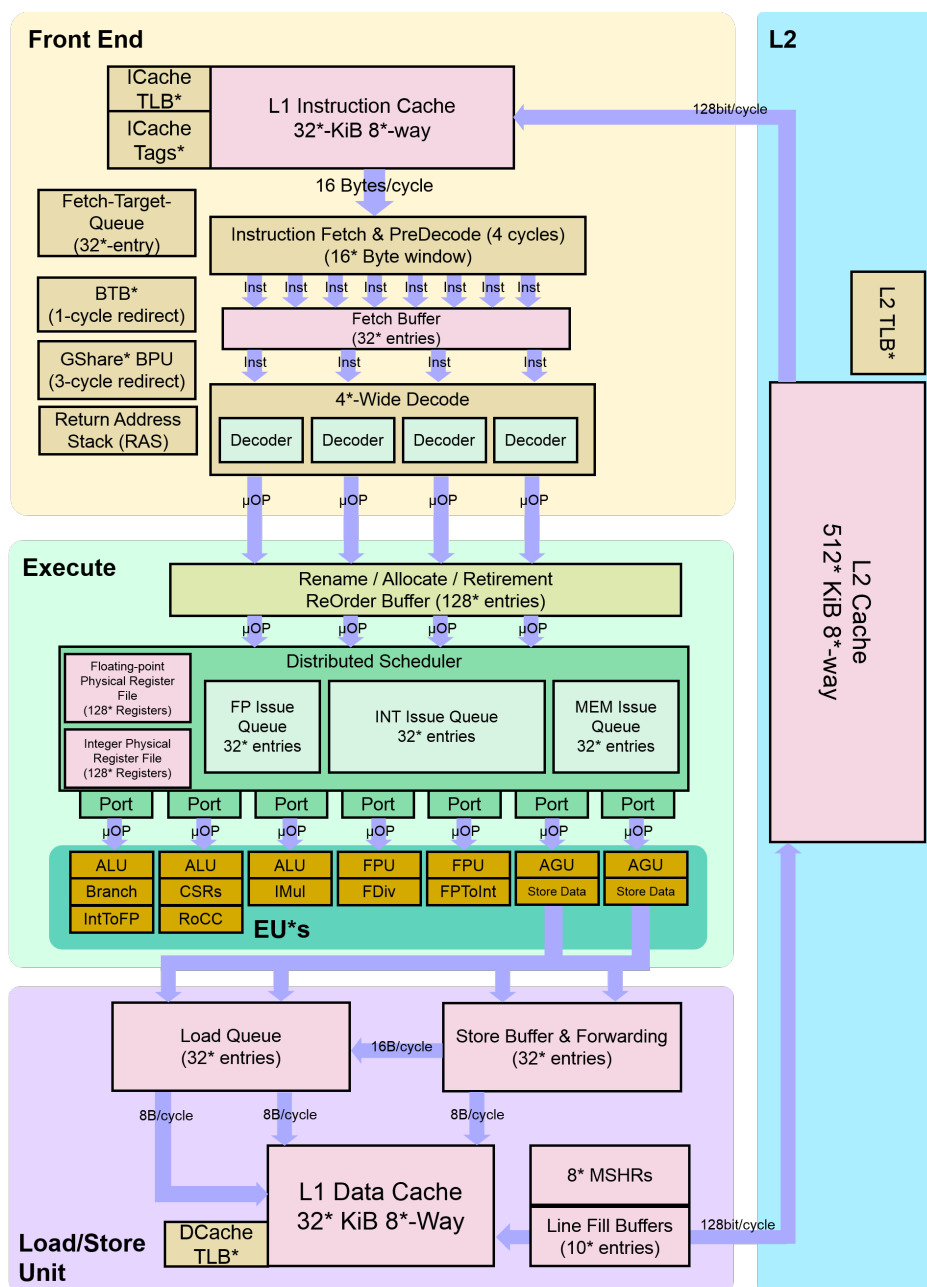 Front End
ICache
TLB*
ICache
Tags*
L1 Instruction Cache
32*-KiB 8*-way
16 Bytes/cycle
Fetch-Target-
Queue
(32*-entry)
Instruction Fetch & PreDecode (4 cycles)
(16* Byte window)
Inst Inst Inst Inst Inst Inst Inst Inst
BTB*
(1-cycle redirect)
Fetch Buffer
(32* entries)
GShare* BPU
(3-cycle redirect)
Inst Inst Inst Inst
Return Address
Stack (RAS)
4*-Wide Decode
Decoder Decoder Decoder Decoder
µOP µOP µOP µOP
Execute
Rename / Allocate / Retirement
ReOrder Buffer (128* entries)
µOP µOP µOP µOP
Distributed Scheduler
Floating-point
Physical Register
File
(128* Registers)
Integer Physical
Register File
(128* Registers)
FP Issue
Queue
32* entries
INT Issue Queue
32* entries
MEM Issue
Queue
32* entries
Port Port Port Port Port Port Port
µOP µOP µOP µOP µOP µOP µOP
ALU ALU ALU FPU FPU AGU AGU
Branch CSRs IMul FDiv FPToInt Store Data Store Data
IntToFP RoCC
EU*s
Load Queue
(32* entries)
16B/cycle
Store Buffer & Forwarding
(32* entries)
8B/cycle 8B/cycle 8B/cycle
L1 Data Cache
32* KiB 8*-Way
8* MSHRs
Line Fill Buffers
(10* entries)
DCache
TLB*
Load/Store
Unit
L2
128bit/cycle
L2 TLB*
L2 Cache
512* KiB 8*-way
128bit/cycle